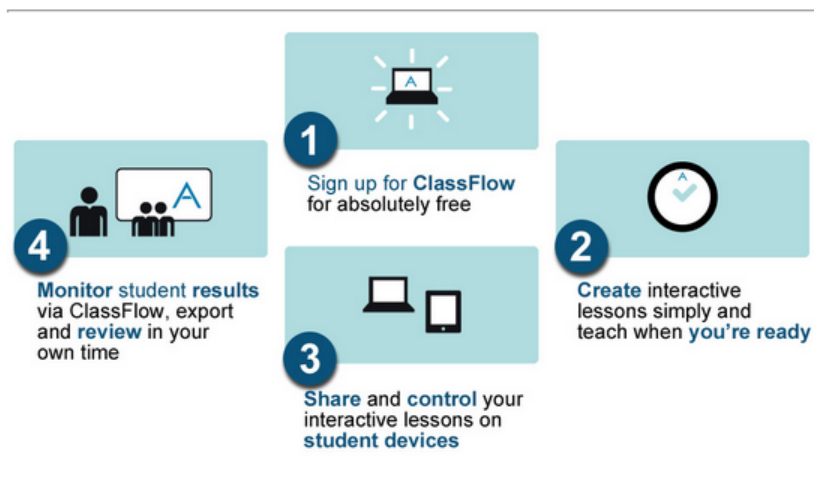 A
1
Sign up for ClassFlow
for absolutely free
A
2
Create interactive
lessons simply and
teach when you're ready
3
Share and control your
interactive lessons on
student devices
A
4
Monitor student results
via ClassFlow, export
and review in your
own time